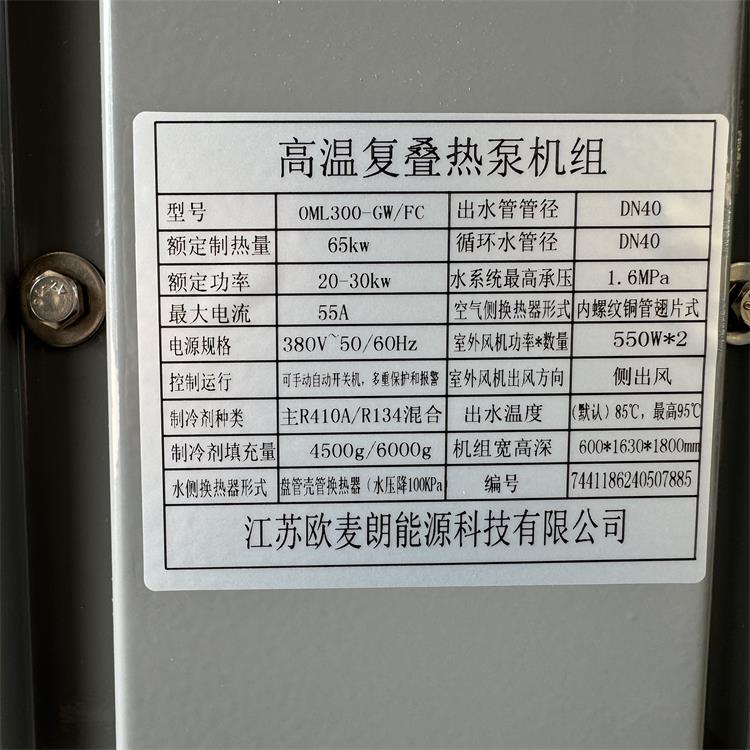 高温复叠热泵机组
型号 OML300-GW/FC 出水管管径 DN40
额定制热量 65kw 循环水管径 DN40
额定功率 20-30kw 水系统最高承压 1.6MPa
最大电流 55A 空气侧换热器形式 内螺纹铜管翅片式
电源规格 380V~50/60Hz 室外风机功率*数量 550W*2
控制运行 可手动自动开关机，多重保护和报警 室外风机出风方向 侧出风
制冷剂种类 主R410A/R134混合 出水温度 (默认) 85℃, 最高95℃
制冷剂填充量 4500g/6000g 机组宽高深 600*1630*1800mm
水侧换热器形式 盘管壳管换热器（水压降100KPa） 编号 7441186240507885
江苏欧麦朗能源科技有限公司